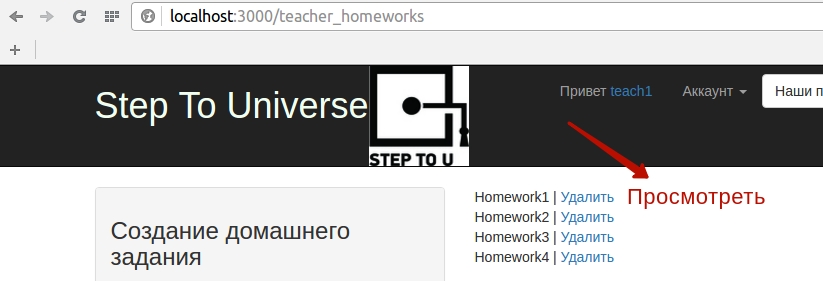 localhost:3000/teacher_homeworks
Step To Universe
STEP TO U
Привет teach1
Аккаунт
Наши п
Создание домашнего
задания
Homework1 | Удалить Просмотреть
Homework2 | Удалить
Homework3 | Удалить
Homework4 | Удалить